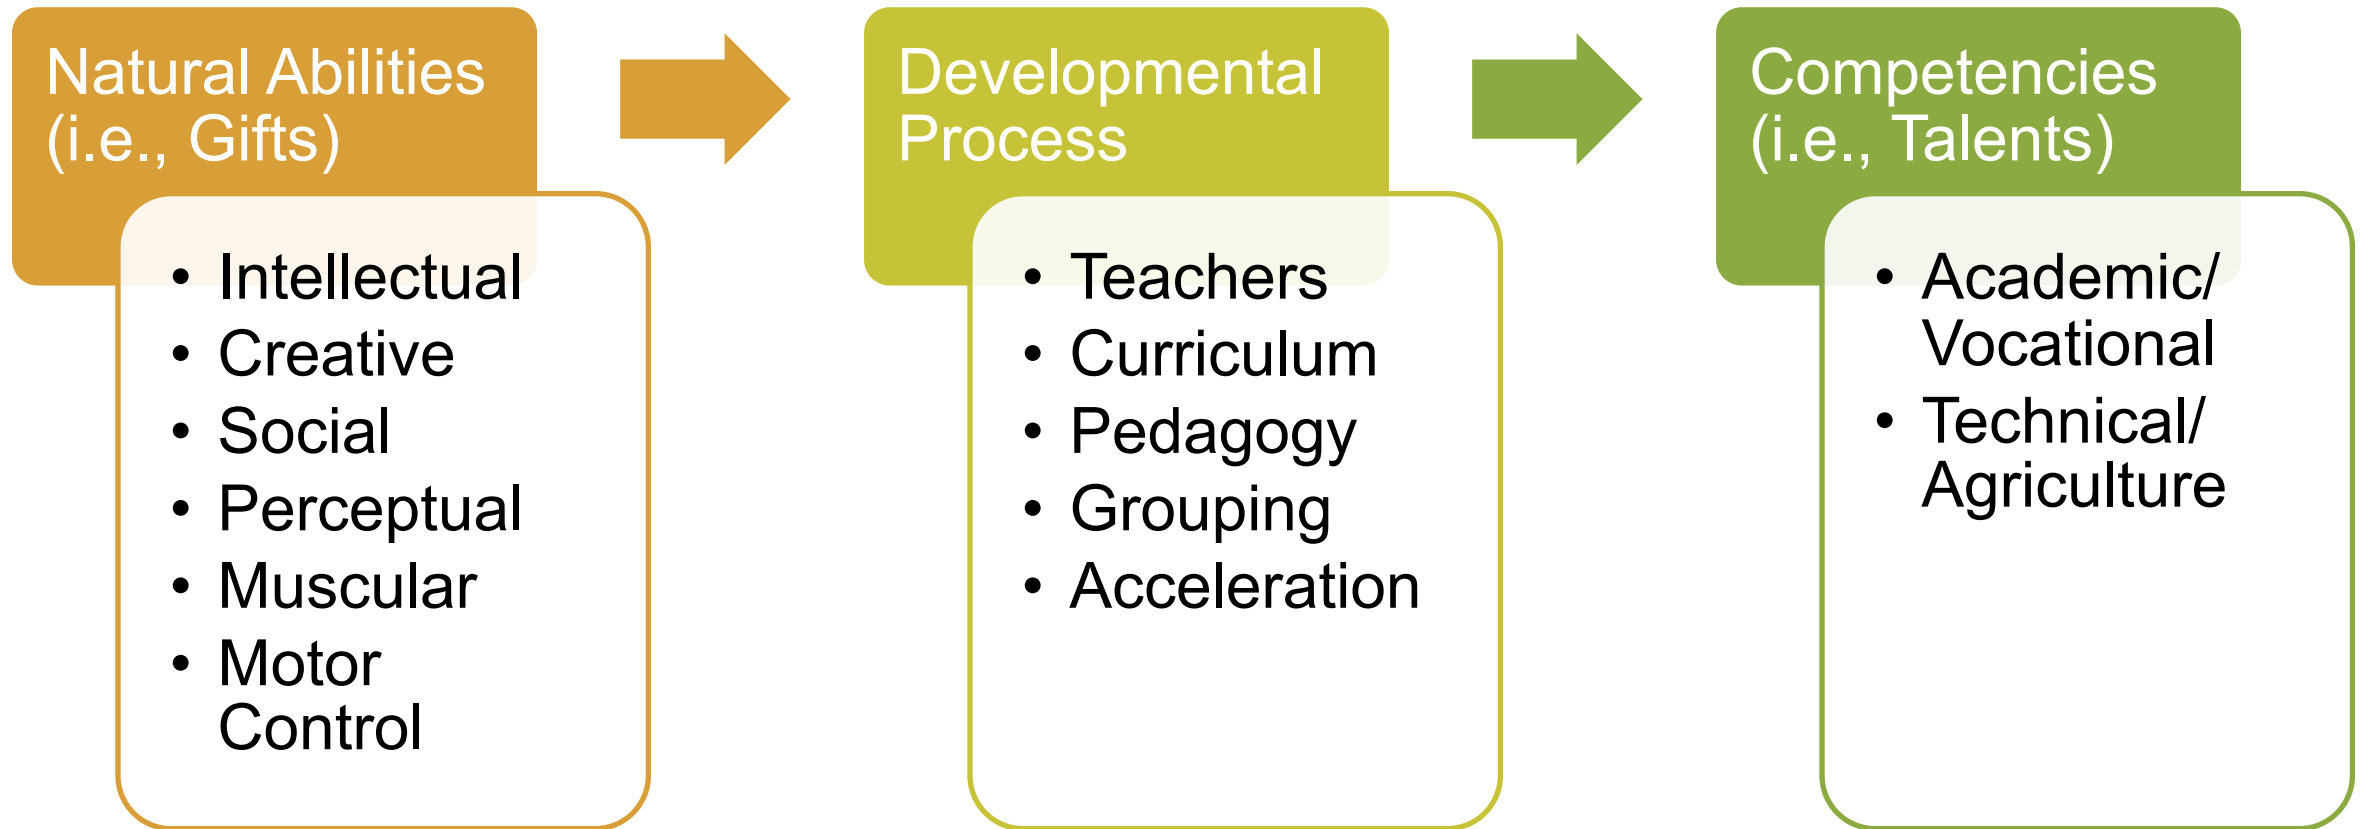 Natural Abilities
(i.e., Gifts)
• Intellectual
• Creative
• Social
• Perceptual
• Muscular
• Motor
Control
Developmental
Process
• Teachers
• Curriculum
• Pedagogy
• Grouping
• Acceleration
Competencies
(i.e., Talents)
• Academic/
Vocational
• Technical/
Agriculture